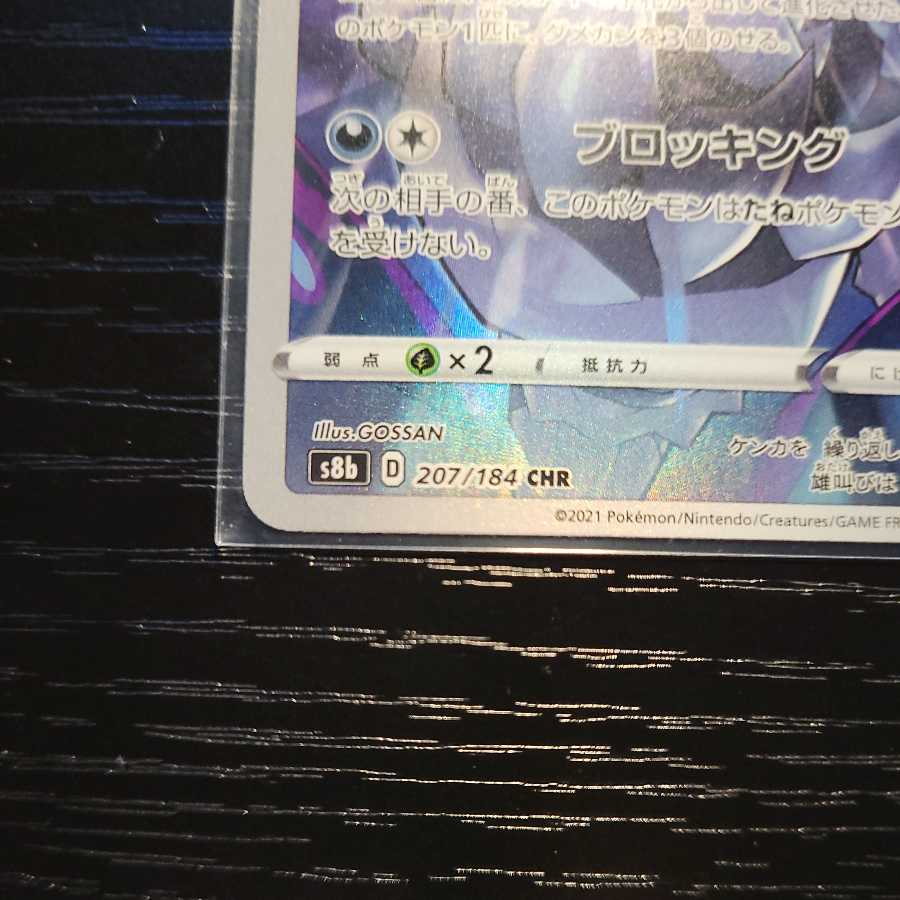 のポケモン1匹に、ダメカンを3個のせる。
ブロッキング
次の相手の番、このポケモンはたねポケモン
を受けない。
弱点 ×2 抵抗力 にげ
Illus.GOSSAN
s8b D 207/184 CHR
ケンカを 繰り返し
雄叫びは
©2021 Pokémon/Nintendo/Creatures/GAME FR